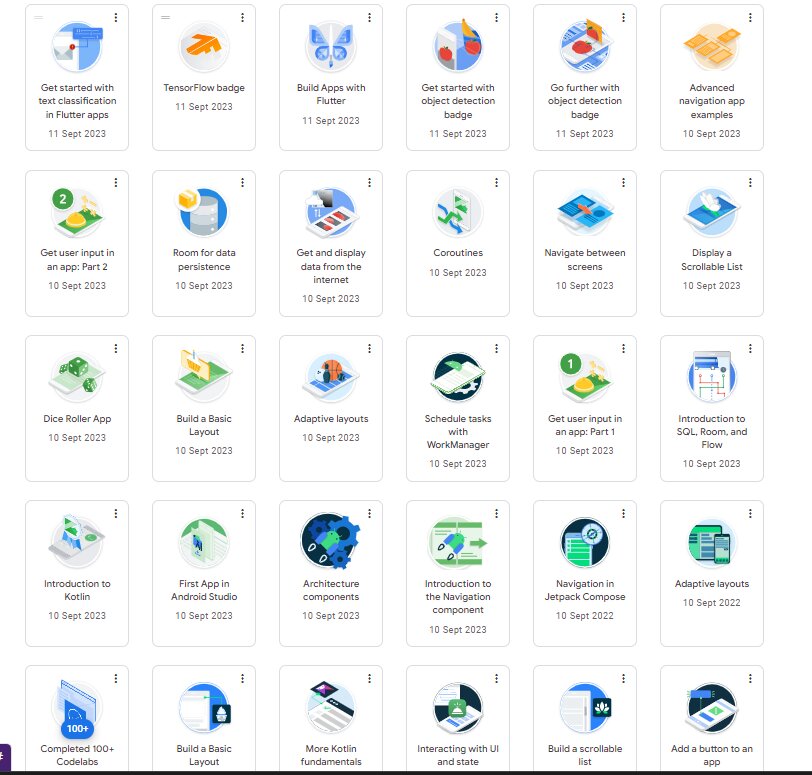 Get started with
text classification
in Flutter apps
11 Sept 2023
TensorFlow badge
11 Sept 2023
Build Apps with
Flutter
11 Sept 2023
Get started with
object detection
badge
11 Sept 2023
Go further with
object detection
badge
11 Sept 2023
Advanced
navigation app
examples
10 Sept 2023
2
Get user input in
an app: Part 2
10 Sept 2023
Room for data
persistence
10 Sept 2023
Get and display
data from the
internet
10 Sept 2023
Coroutines
10 Sept 2023
Navigate between
screens
10 Sept 2023
Display a
Scrollable List
10 Sept 2023
Dice Roller App
10 Sept 2023
Build a Basic
Layout
10 Sept 2023
Adaptive layouts
10 Sept 2023
Schedule tasks
with
WorkManager
10 Sept 2023
1
Get user input in
an app: Part 1
10 Sept 2023
Introduction to
SQL, Room, and
Flow
10 Sept 2023
Introduction to
Kotlin
10 Sept 2023
First App in
Android Studio
10 Sept 2023
Architecture
components
10 Sept 2023
Introduction to
the Navigation
component
10 Sept 2023
Navigation in
Jetpack Compose
10 Sept 2022
Adaptive layouts
10 Sept 2022
100+
Completed 100+
Codelabs
Build a Basic
Layout
More Kotlin
fundamentals
Interacting with UI
and state
Build a scrollable
list
Add a button to an
app